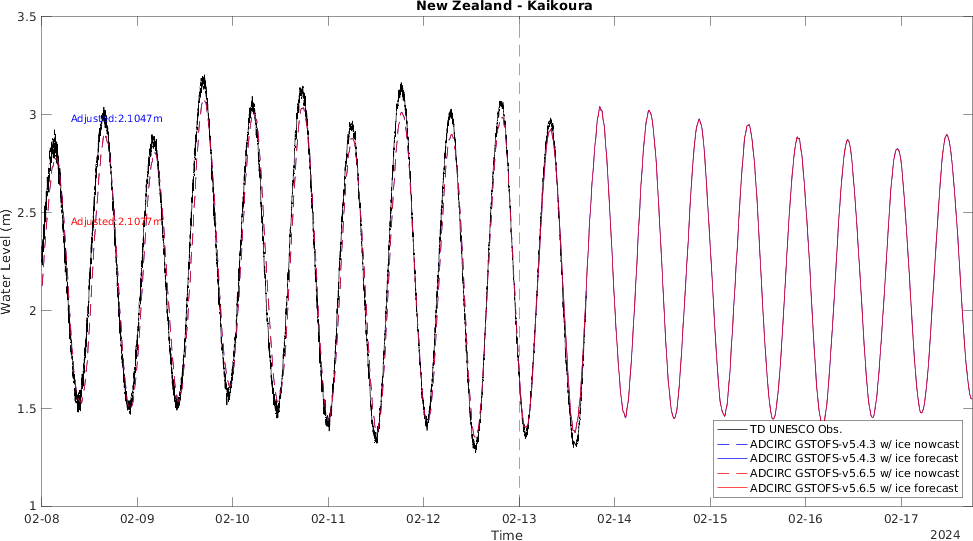 New Zealand - Kaikoura
3.5
3
2.5
2
1.5
1
Water Level (m)
Adjusted:2.1047m
Adjusted:2.1077m
TD UNESCO Obs.
ADCIRC GSTOFS-v5.4.3 w/ ice nowcast
ADCIRC GSTOFS-v5.4.3 w/ ice forecast
ADCIRC GSTOFS-v5.6.5 w/ ice nowcast
ADCIRC GSTOFS-v5.6.5 w/ ice forecast
02-08 02-09 02-10 02-11 02-12 02-13 02-14 02-15 02-16 02-17
Time
2024